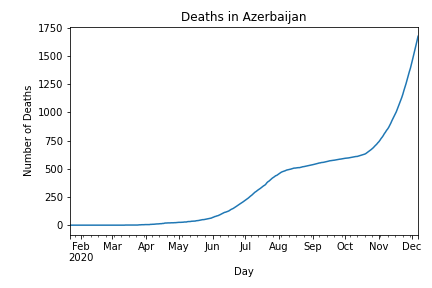 Deaths in Azerbaijan
1750
1500
1250
1000
750
500
250
0
Number of Deaths
Feb Mar Apr May Jun Jul Aug Sep Oct Nov Dec
2020
Day